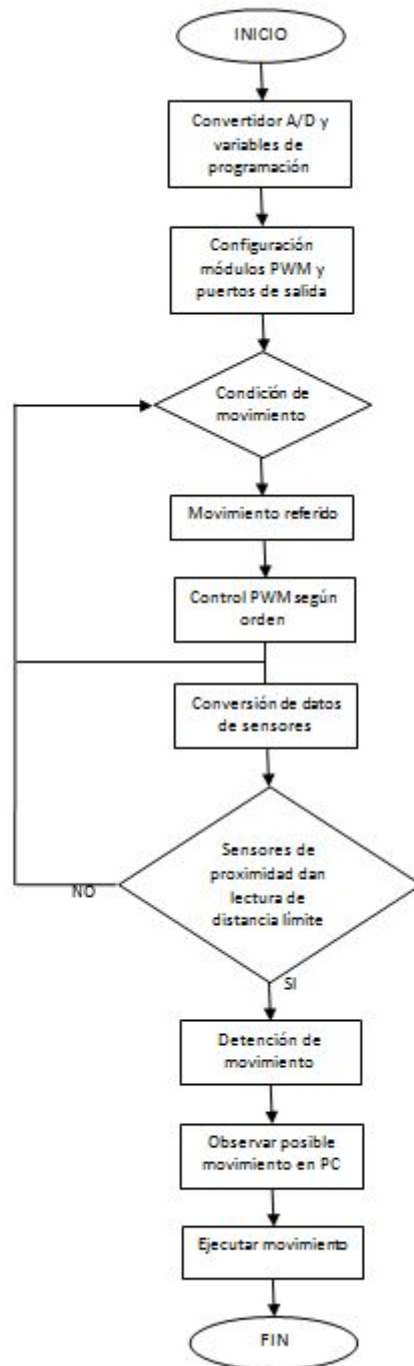 INICIO
Convertidor A/D y
variables de
programación
Configuración
módulos PWM y
puertos de salida
Condición de
movimiento
Movimiento referido
Control PWM según
orden
Conversión de datos
de sensores
Sensores de
proximidad dan
lectura de
distancia límite
NO
SI
Detención de
movimiento
Observar posible
movimiento en PC
Ejecutar movimiento
FIN